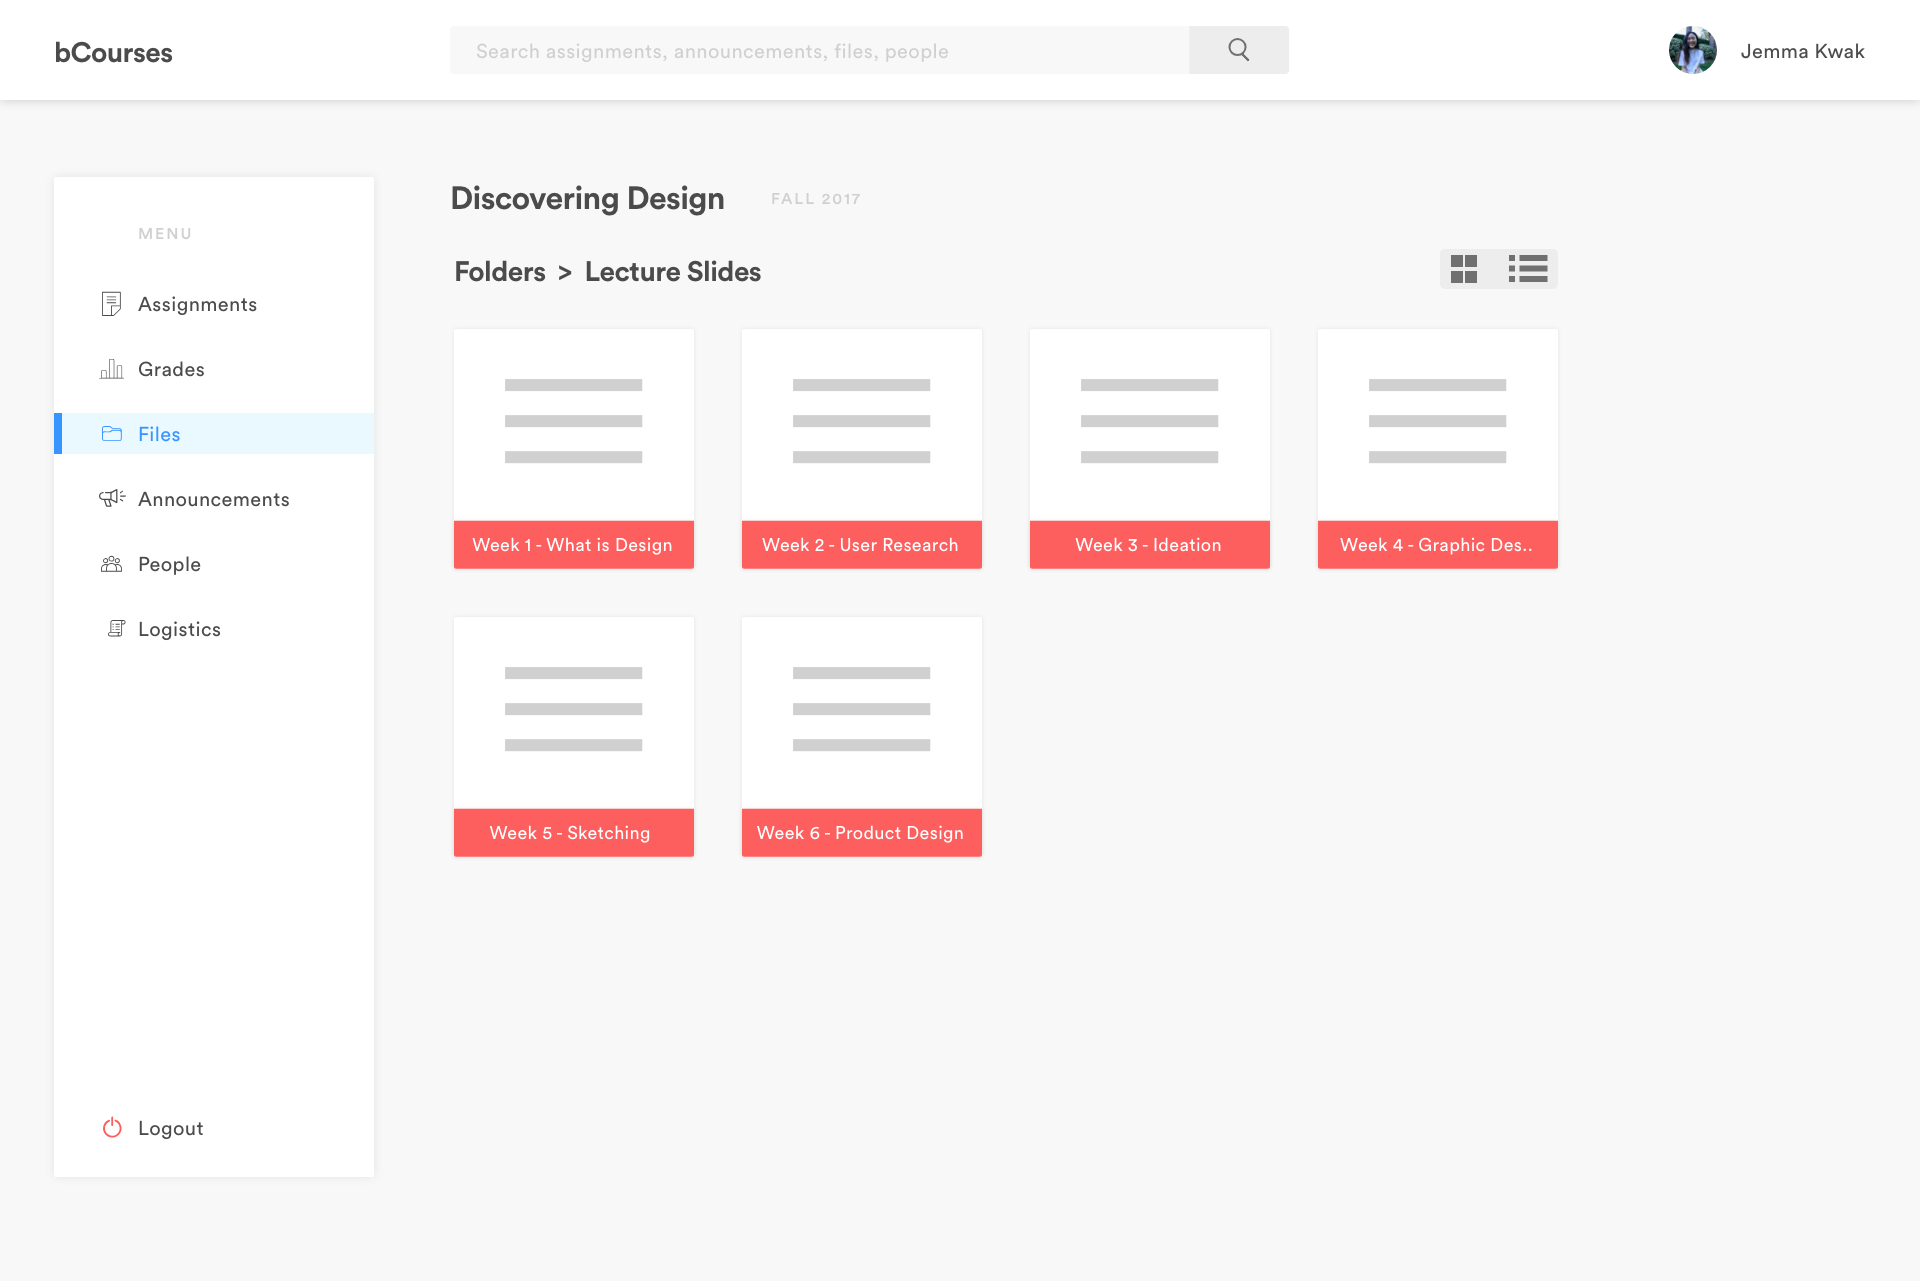 bCourses
Search assignments, announcements, files, people
Jemma Kwak
MENU
Assignments
Grades
Files
Announcements
People
Logistics
Logout
Discovering Design
FALL 2017
Folders > Lecture Slides
Week 1 - What is Design
Week 2 - User Research
Week 3 - Ideation
Week 4 - Graphic Des..
Week 5 - Sketching
Week 6 - Product Design